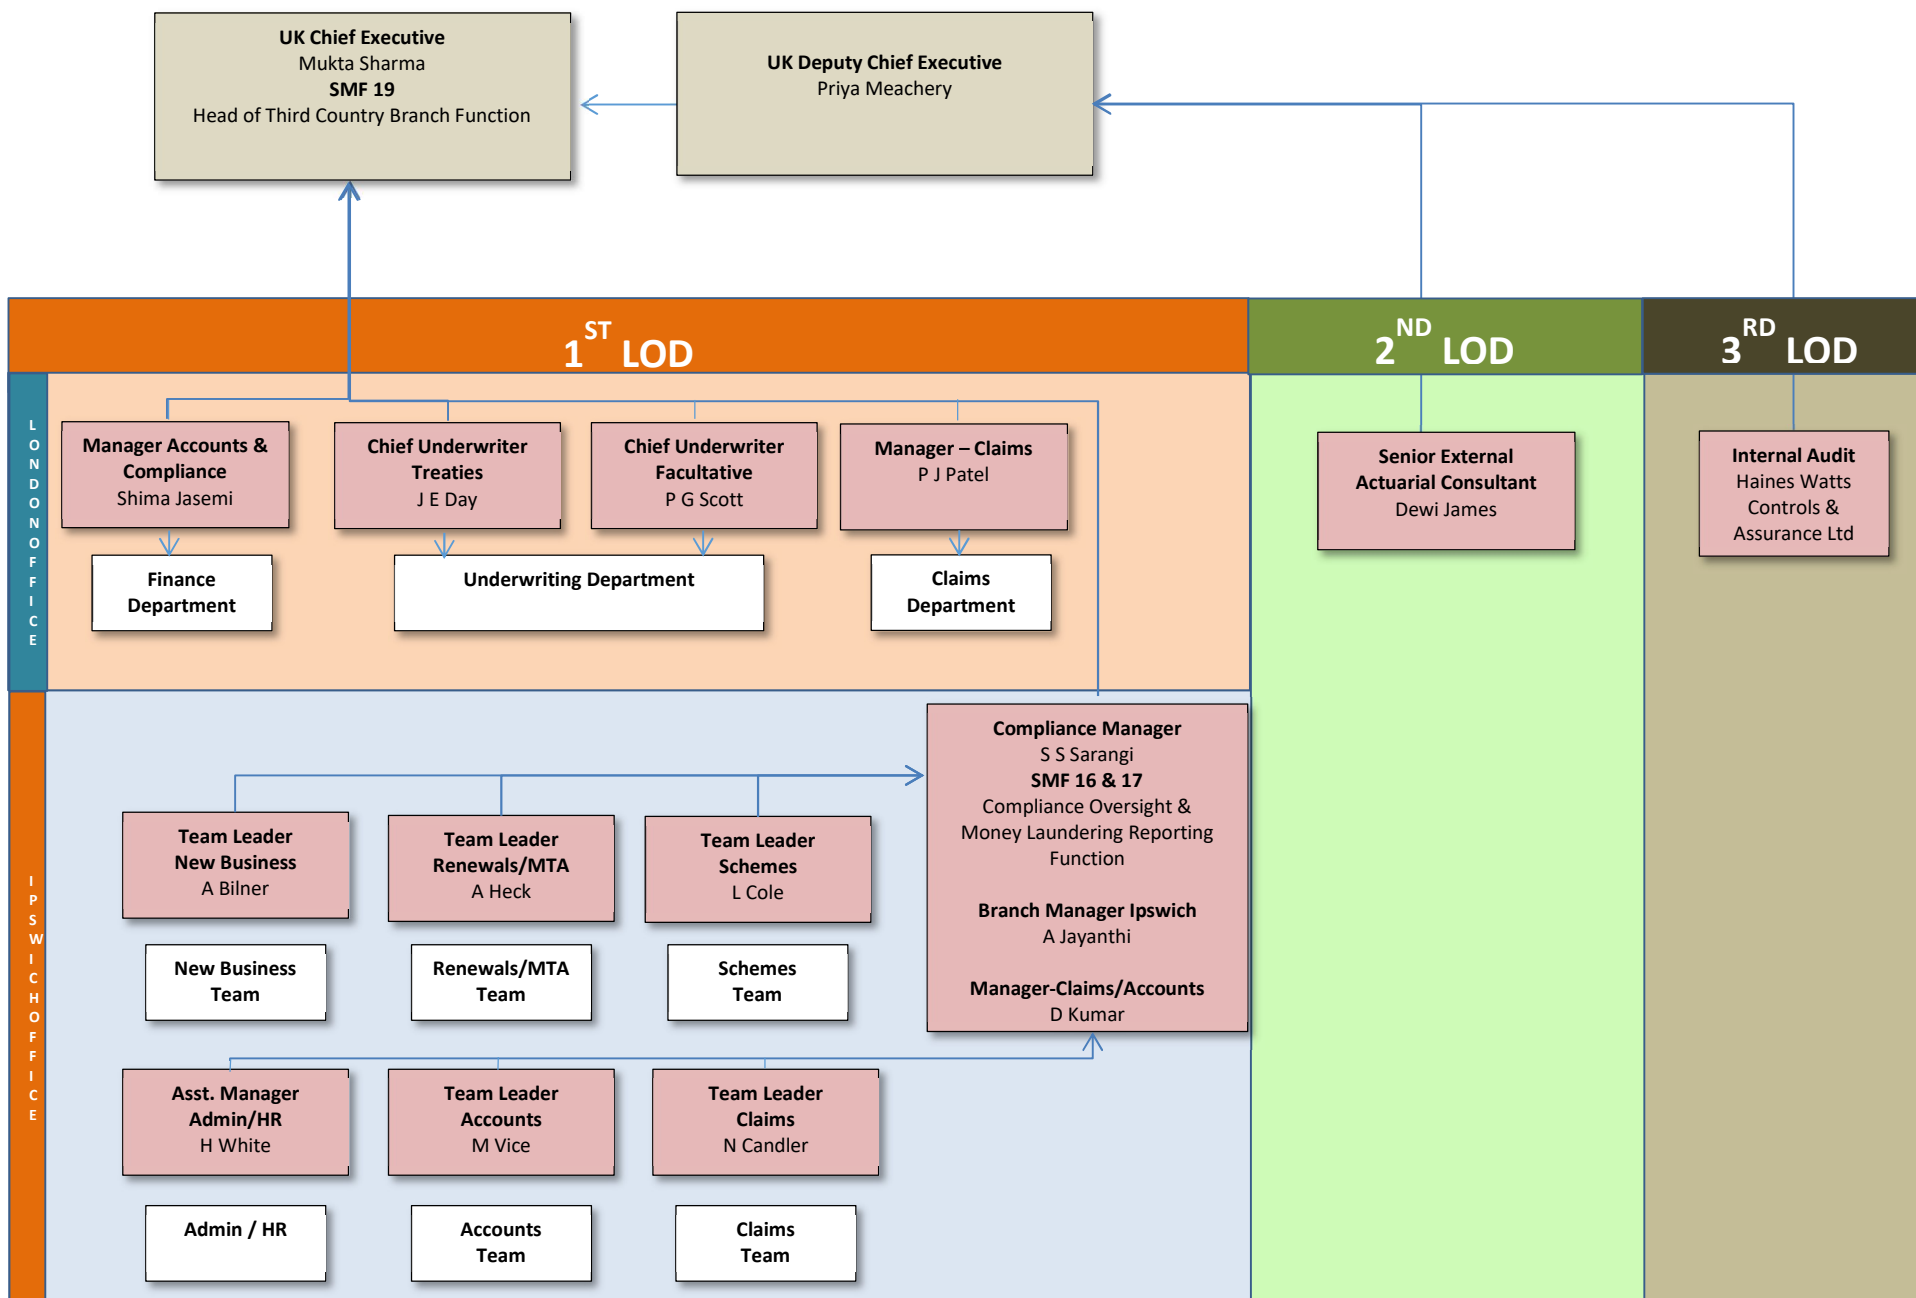 UK Chief Executive
Mukta Sharma
SMF 19
Head of Third Country Branch Function
UK Deputy Chief Executive
Priya Meachery
1ST LOD
2ND LOD
3RD LOD
LONDONOFFICE
Manager Accounts &
Compliance
Shima Jasemi
Chief Underwriter
Treaties
J E Day
Chief Underwriter
Facultative
P G Scott
Manager – Claims
P J Patel
Senior External
Actuarial Consultant
Dewi James
Internal Audit
Haines Watts
Controls &
Assurance Ltd
Finance
Department
Underwriting Department
Claims
Department
IPSWICHOFFICE
Compliance Manager
S S Sarangi
SMF 16 & 17
Compliance Oversight &
Money Laundering Reporting
Function
Branch Manager Ipswich
A Jayanthi
Manager-Claims/Accounts
D Kumar
Team Leader
New Business
A Bilner
Team Leader
Renewals/MTA
A Heck
Team Leader
Schemes
L Cole
New Business
Team
Renewals/MTA
Team
Schemes
Team
Asst. Manager
Admin/HR
H White
Team Leader
Accounts
M Vice
Team Leader
Claims
N Candler
Admin / HR
Accounts
Team
Claims
Team